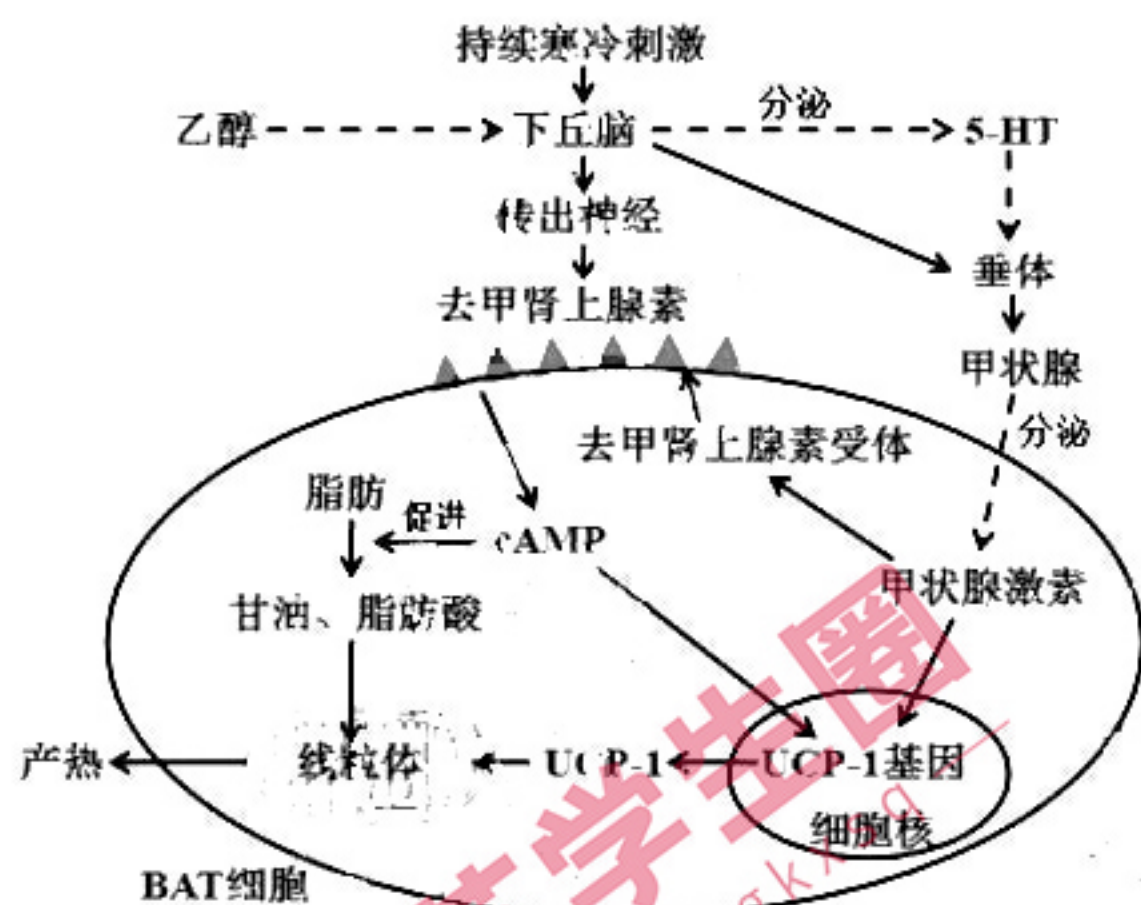 持续寒冷刺激
乙醇
下丘脑
分泌
5-HT
传出神经
垂体
去甲肾上腺素
甲状腺
分泌
去甲肾上腺素受体
脂肪
促进
cAMP
甲状腺激素
甘油、脂肪酸
产热
线粒体
UCP-1
UCP-1基因
细胞核
BAT细胞
学生圈